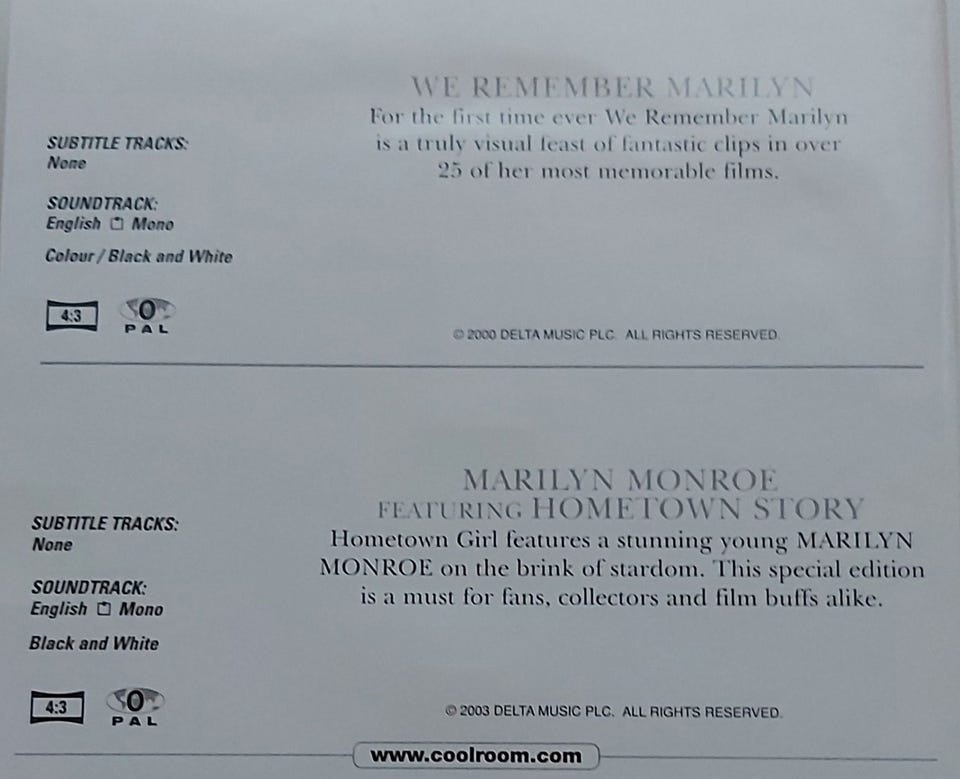 WE REMEMBER MARILYN
For the first time ever We Remember Marilyn
is a truly visual feast of fantastic clips in over
25 of her most memorable films.
SUBTITLE TRACKS:
None
SOUNDTRACK:
English Mono
Colour / Black and White
4:3
0
PAL
© 2000 DELTA MUSIC PLC. ALL RIGHTS RESERVED.
MARILYN MONROE
FEATURING HOMETOWN STORY
Hometown Girl features a stunning young MARILYN
MONROE on the brink of stardom. This special edition
is a must for fans, collectors and film buffs alike.
SUBTITLE TRACKS:
None
SOUNDTRACK:
English Mono
Black and White
4:3
0
PAL
© 2003 DELTA MUSIC PLC. ALL RIGHTS RESERVED.
www.coolroom.com